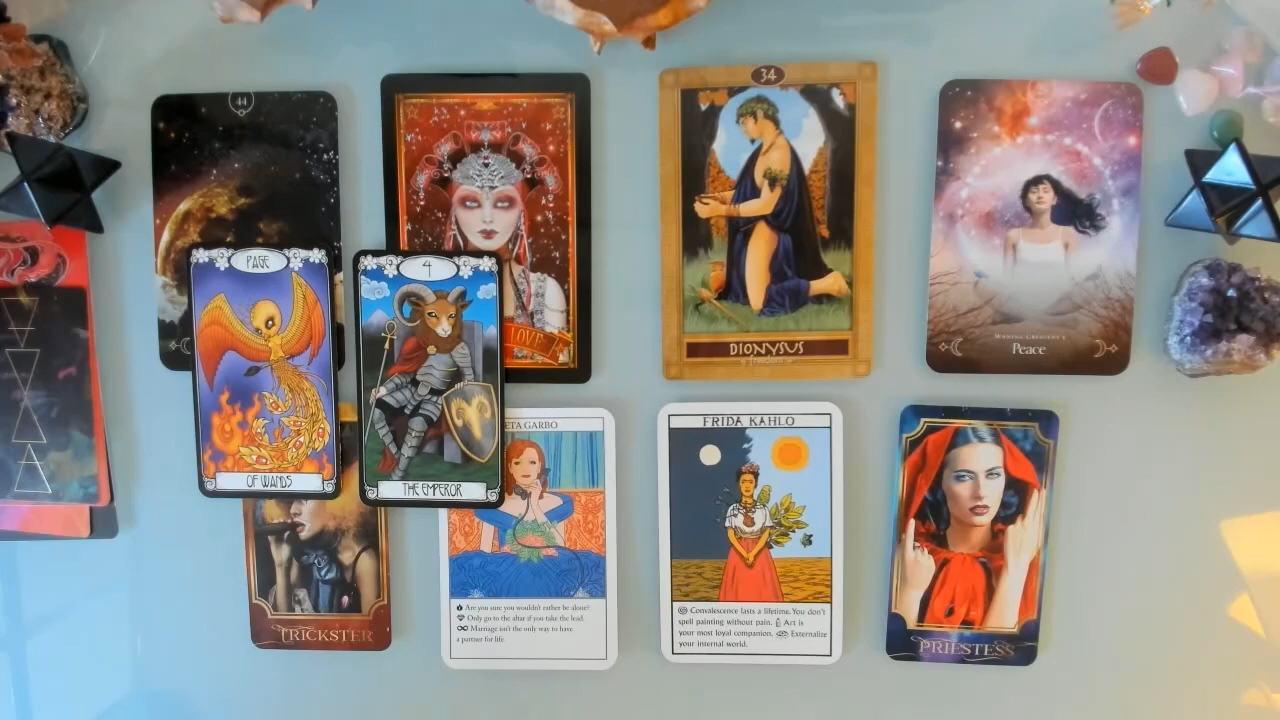 44
34
LOVE
DIONYSUS
WANING CRESCENT
Peace
PAGE
OF WANDS
4
THE EMPEROR
TRICKSTER
ETA GARBO
Are you sure you wouldn't rather be alone?
Only go to the altar if you take the lead.
Marriage isn't the only way to have
a partner for life.
FRIDA KAHLO
Convalescence lasts a lifetime. You don't
spell painting without pain. Art is
your most loyal companion. Externalize
your internal world.
PRIESTESS